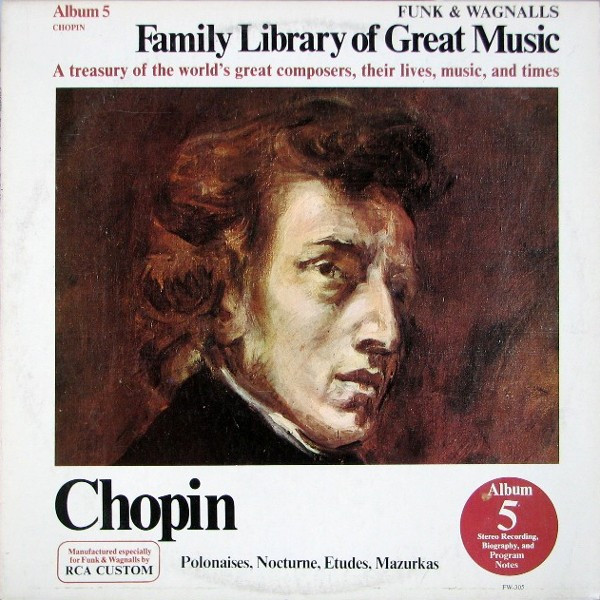 Album 5
CHOPIN
FUNK & WAGNALLS
Family Library of Great Music
A treasury of the world's great composers, their lives, music, and times
Chopin
Manufactured especially
for Funk & Wagnalls by
RCA CUSTOM
Polonaises, Nocturne, Etudes, Mazurkas
Album
5
Stereo Recording,
Biography, and
Program
Notes
FW-305